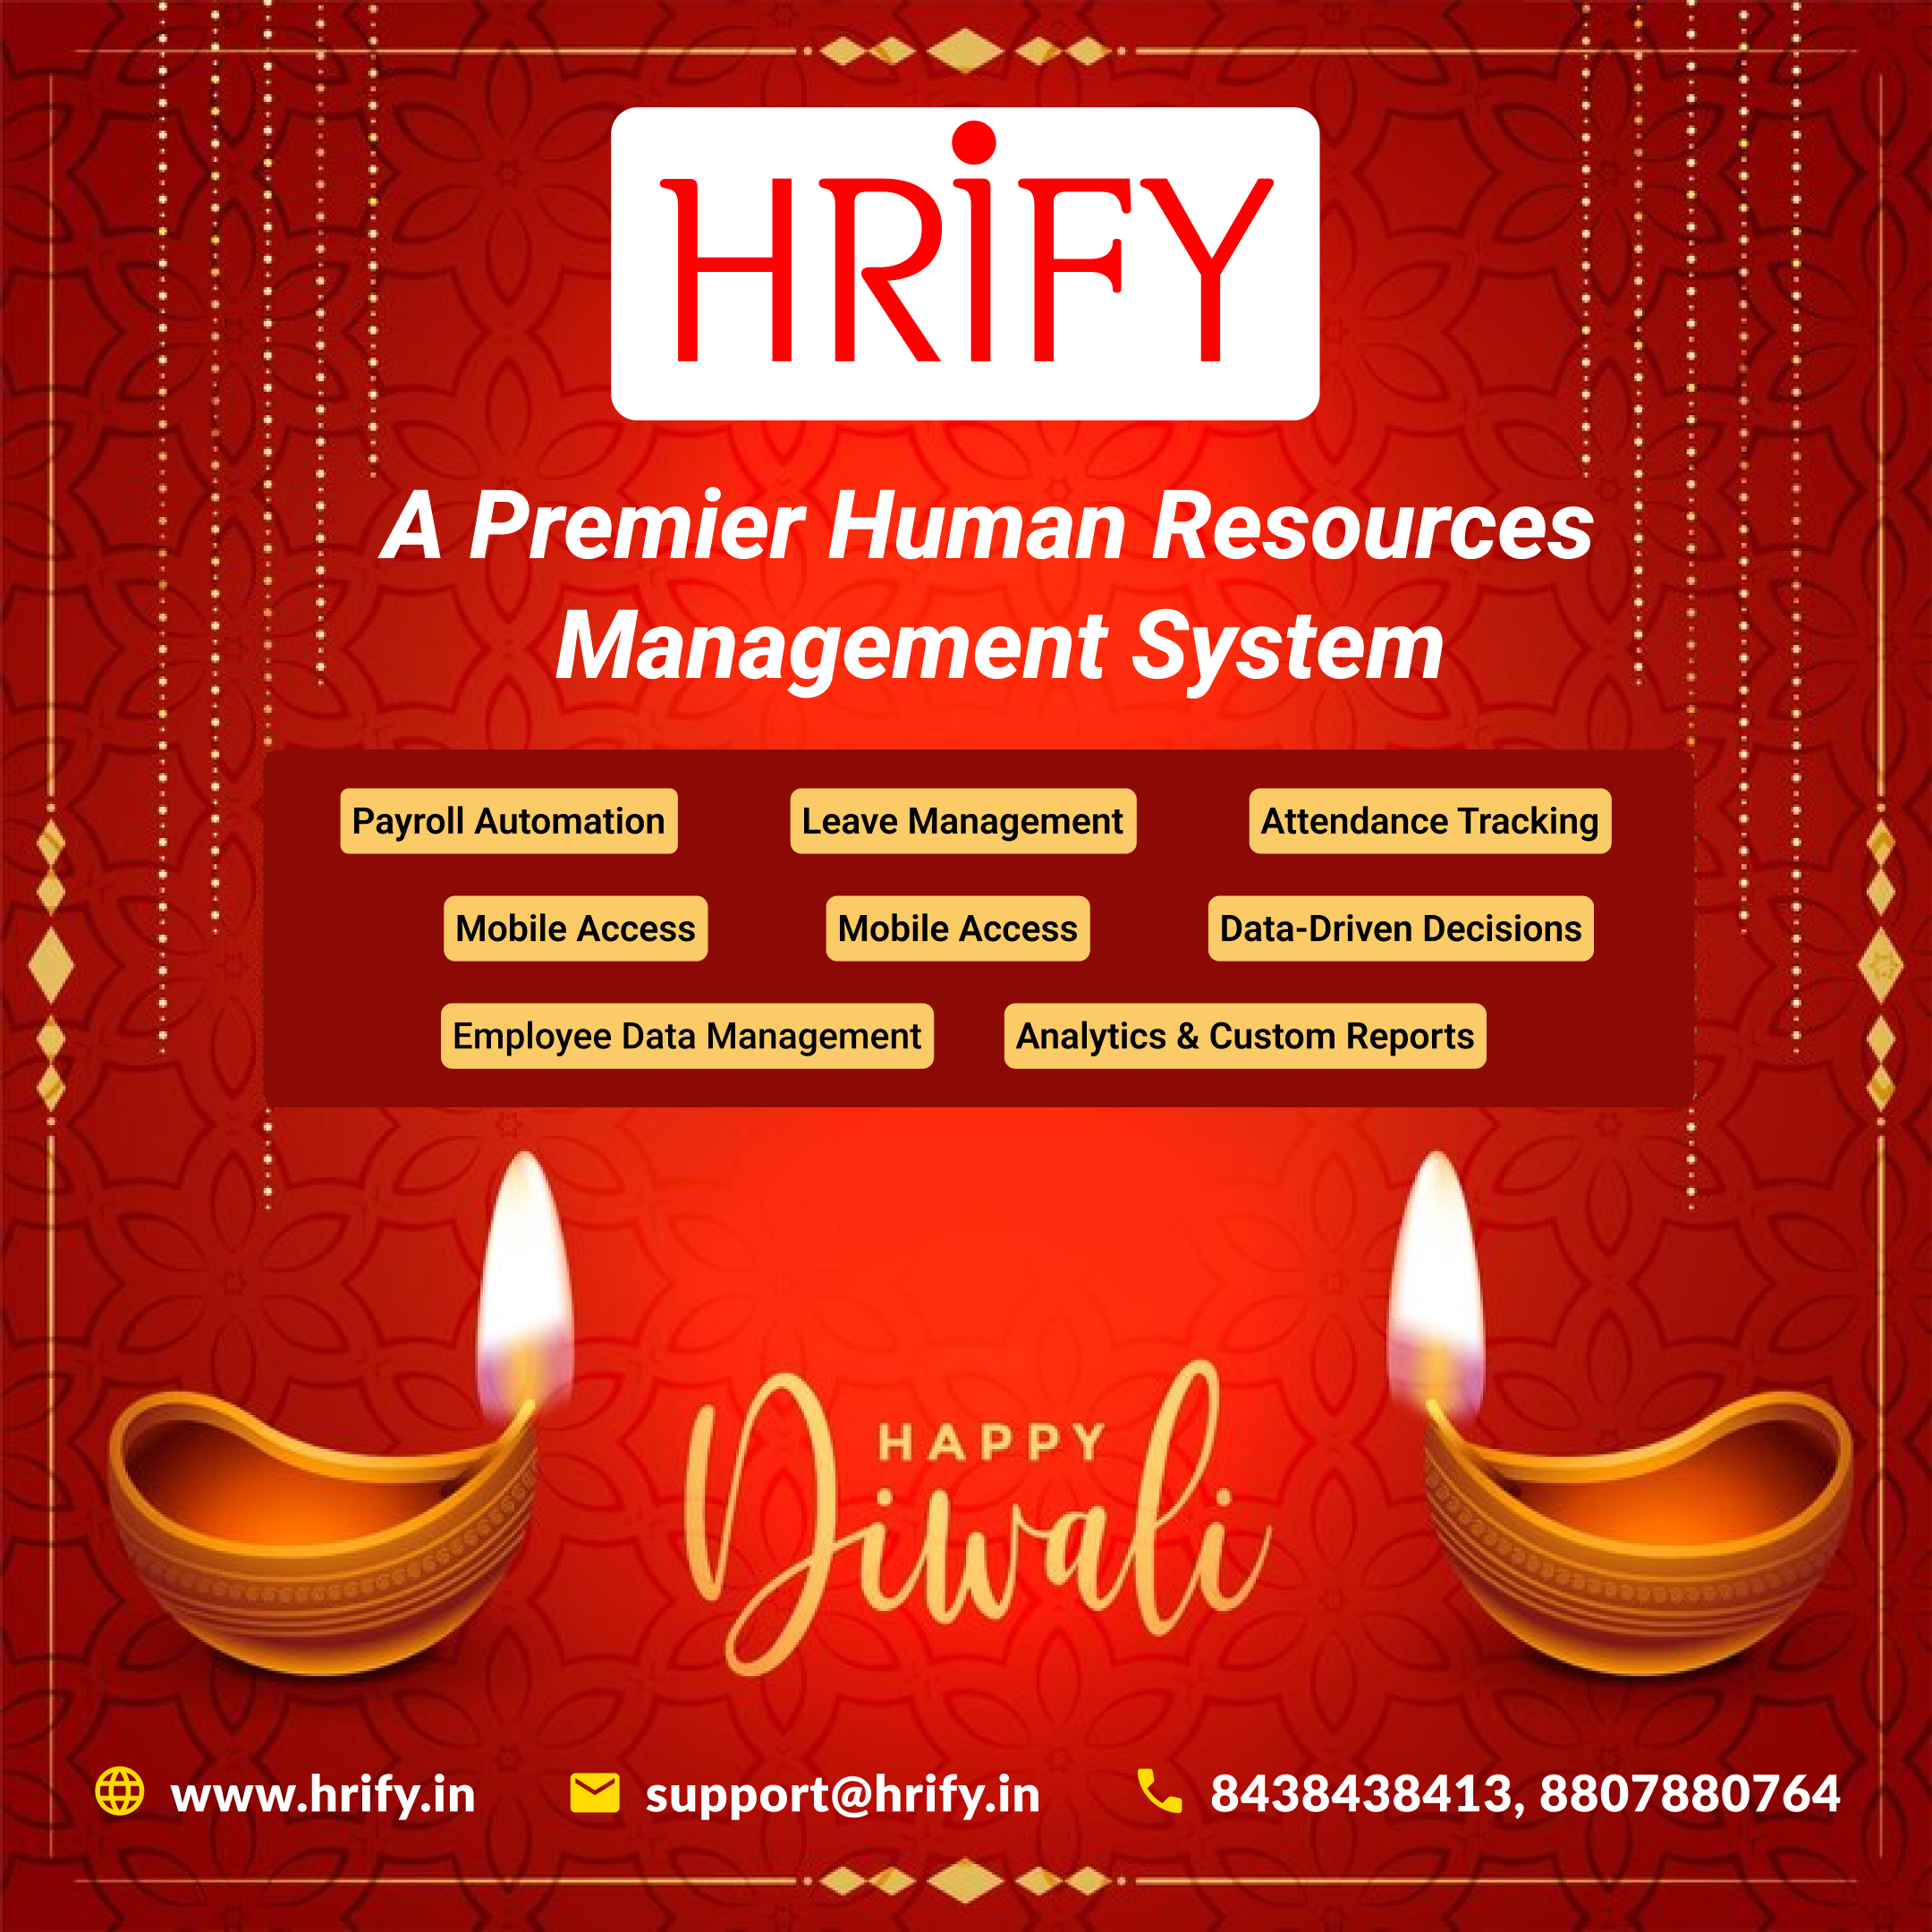 HRiFY
A Premier Human Resources
Management System
Payroll Automation Leave Management Attendance Tracking
Mobile Access Mobile Access Data-Driven Decisions
Employee Data Management Analytics & Custom Reports
HAPPY
Diwali
www.hrify.in support@hrify.in 8438438413, 8807880764